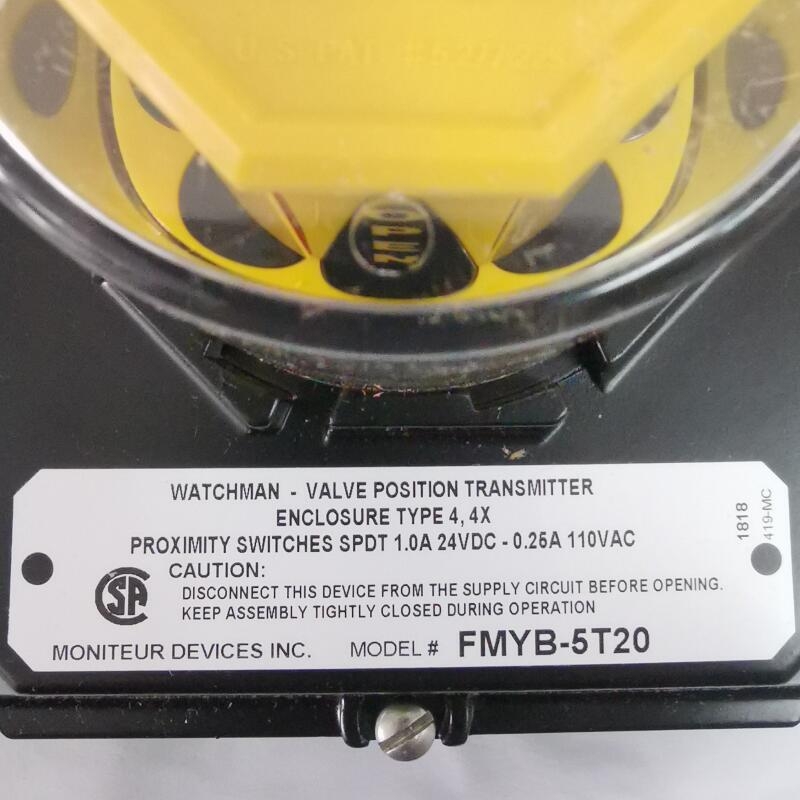 U S PAT
WATCHMAN - VALVE POSITION TRANSMITTER
ENCLOSURE TYPE 4, 4X
PROXIMITY SWITCHES SPDT 1.0A 24VDC - 0.25A 110VAC
1818
419-MC
CAUTION:
DISCONNECT THIS DEVICE FROM THE SUPPLY CIRCUIT BEFORE OPENING.
KEEP ASSEMBLY TIGHTLY CLOSED DURING OPERATION
MONITEUR DEVICES INC. MODEL # FMYB-5T20